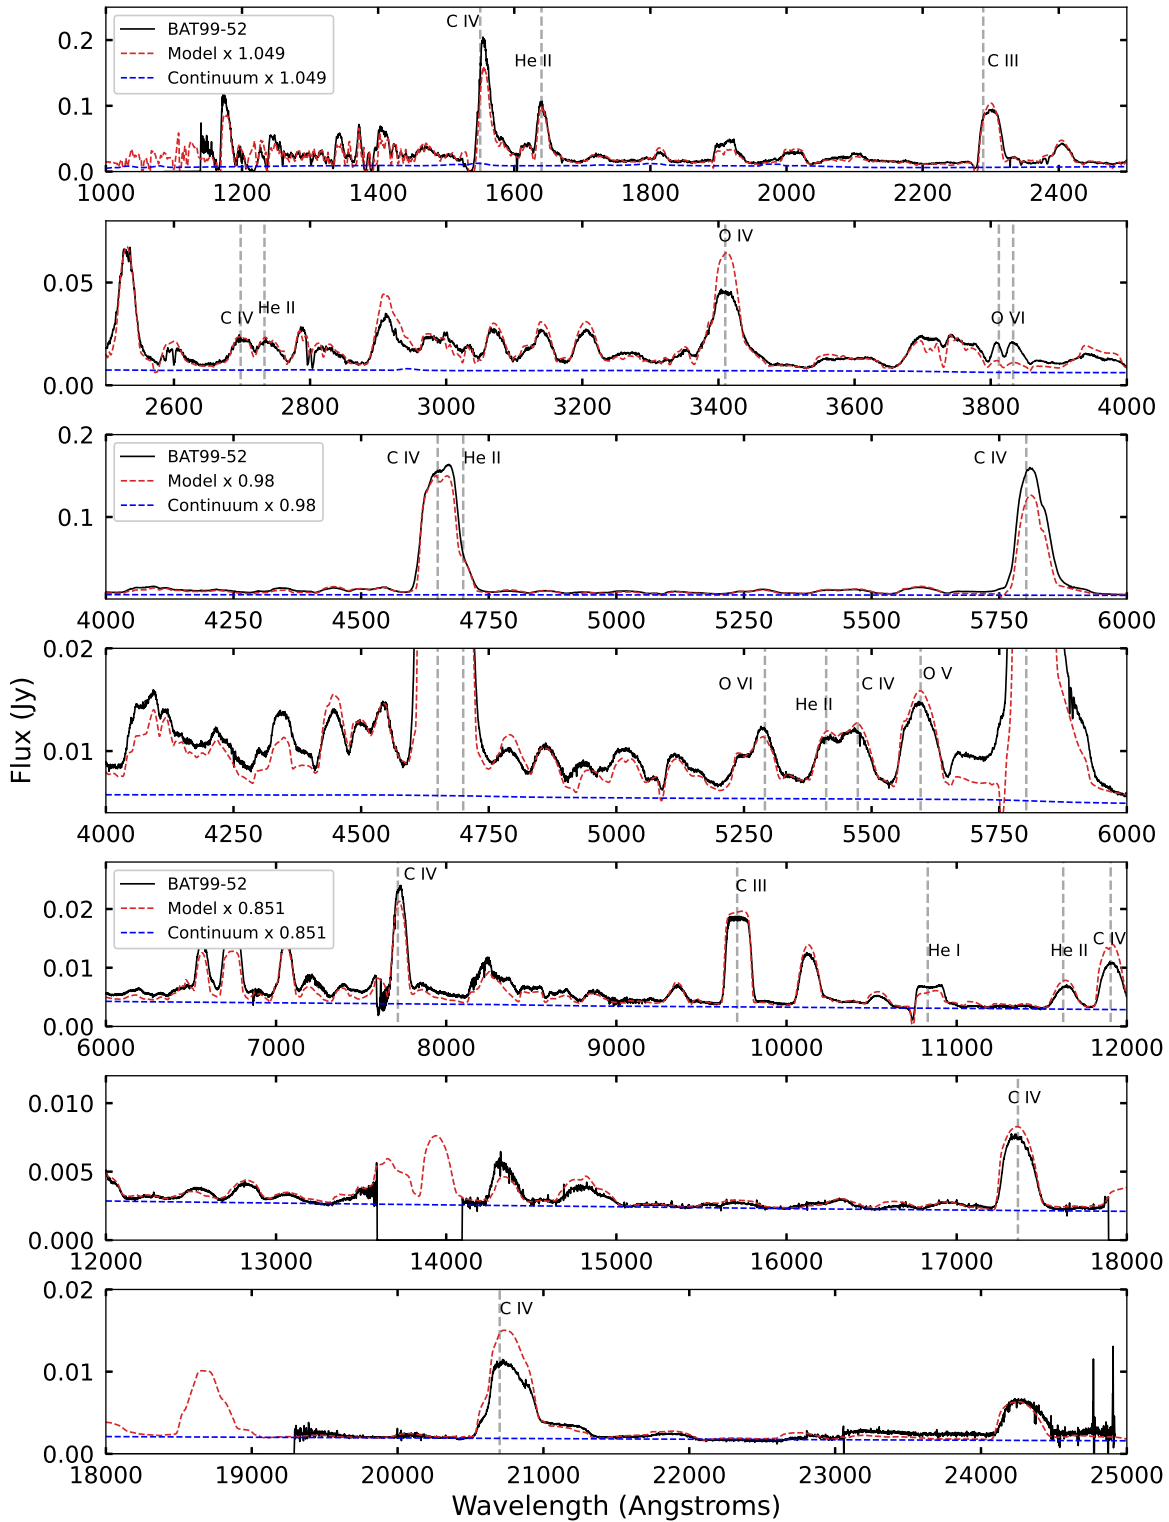 C IV
He II
C III
BAT99-52
Model x 1.049
Continuum x 1.049
0.2
0.1
0.0
1000 1200 1400 1600 1800 2000 2200 2400
O IV
C IV
He II
O VI
0.05
0.00
2600 2800 3000 3200 3400 3600 3800 4000
0.2
0.1
BAT99-52
Model x 0.98
Continuum x 0.98
C IV
He II
C IV
4000 4250 4500 4750 5000 5250 5500 5750 6000
0.02
0.01
O VI
He II
C IV
O V
4000 4250 4500 4750 5000 5250 5500 5750 6000
Flux (Jy)
BAT99-52
Model x 0.851
Continuum x 0.851
C IV
C III
He I
He II
C IV
0.02
0.01
0.00
6000 7000 8000 9000 10000 11000 12000
0.010
0.005
0.000
C IV
12000 13000 14000 15000 16000 17000 18000
0.02
0.01
0.00
C IV
18000 19000 20000 21000 22000 23000 24000 25000
Wavelength (Angstroms)